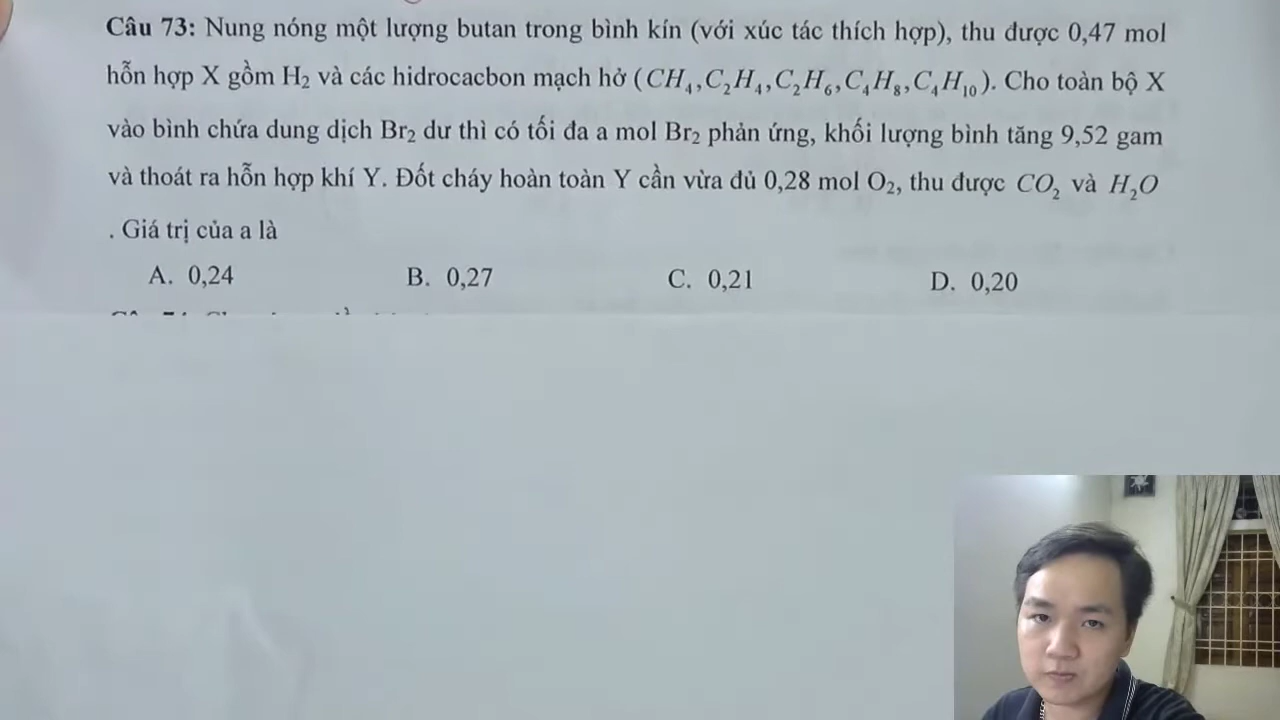 Câu 73: Nung nóng một lượng butan trong bình kín (với xúc tác thích hợp), thu được 0,47 mol
hỗn hợp X gồm H₂ và các hidrocacbon mạch hở (CH₄,C₂H₄,C₂H₆,C₄H₈,C₄H₁₀). Cho toàn bộ X
vào bình chứa dung dịch Br₂ dư thì có tối đa a mol Br₂ phản ứng, khối lượng bình tăng 9,52 gam
và thoát ra hỗn hợp khí Y. Đốt cháy hoàn toàn Y cần vừa đủ 0,28 mol O₂, thu được CO₂ và H₂O
. Giá trị của a là
A. 0,24 B. 0,27 C. 0,21 D. 0,20